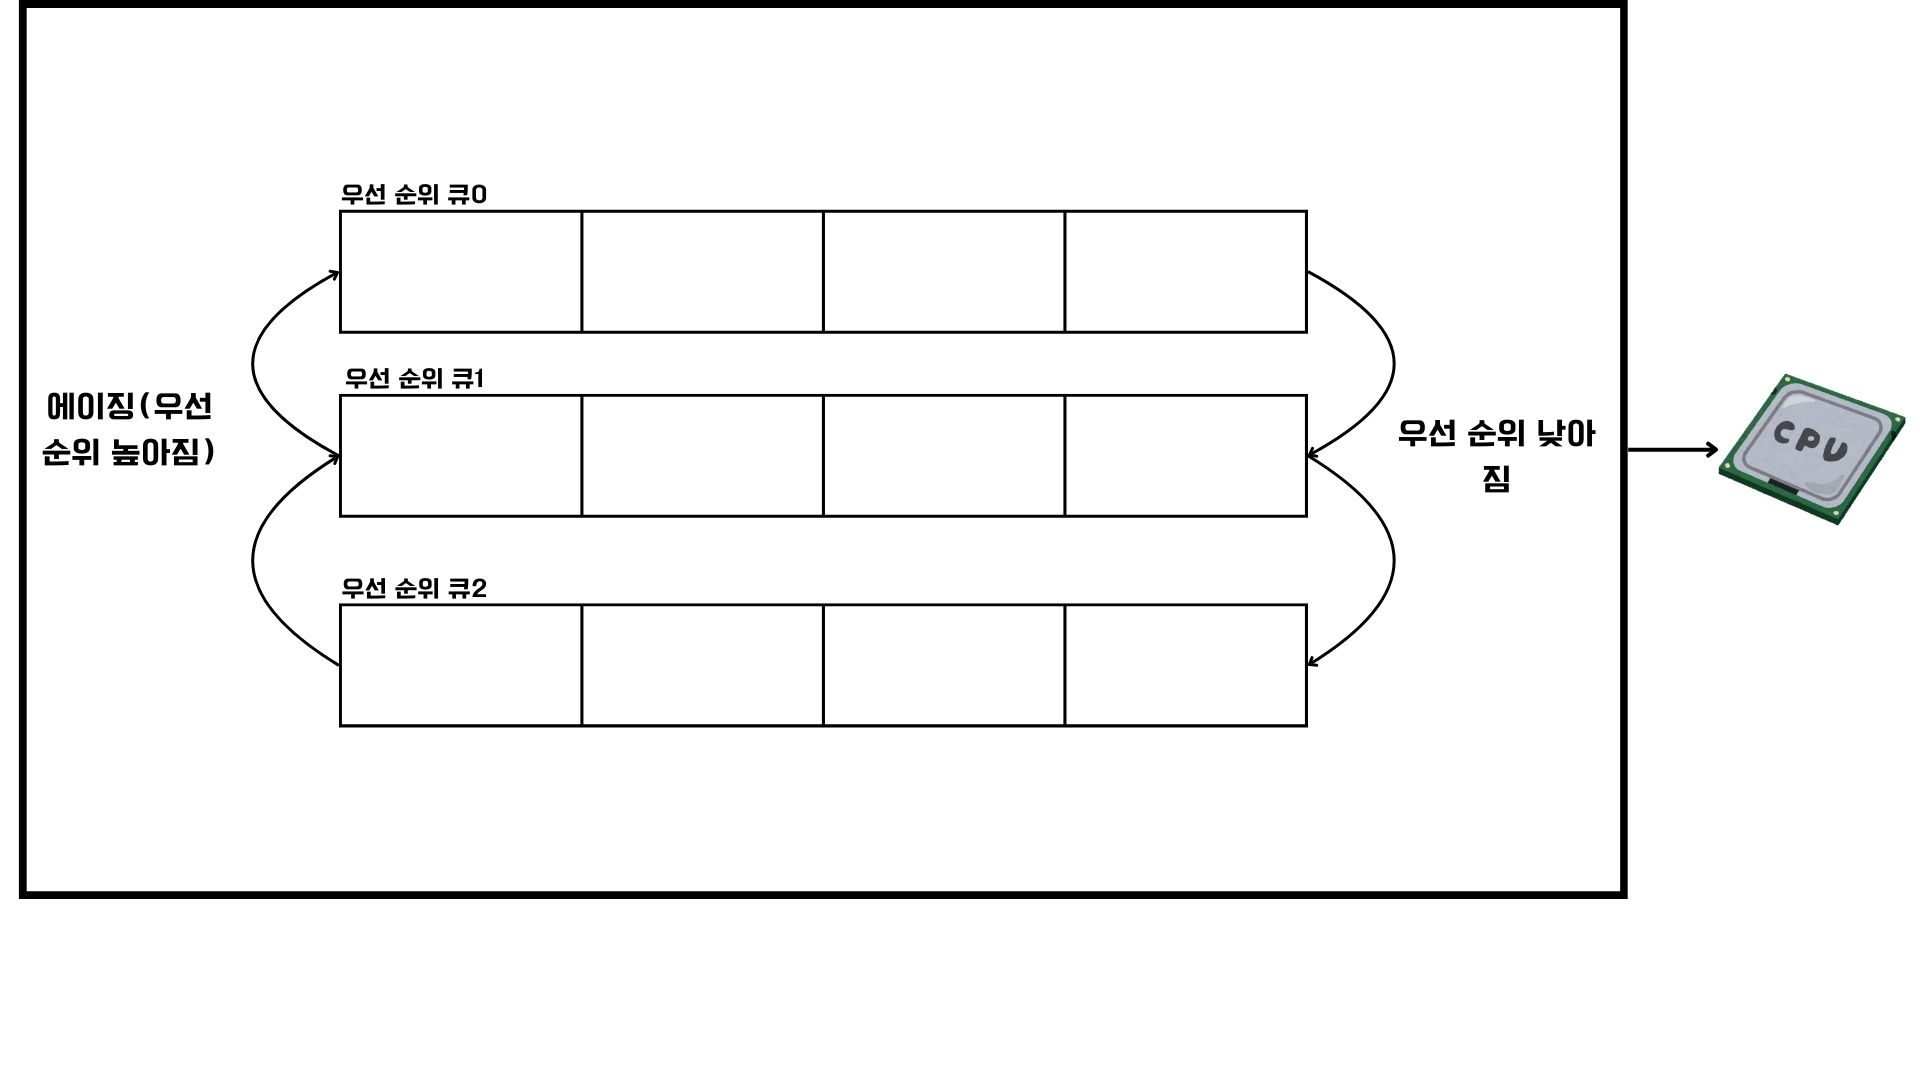 우선 순위 큐0
우선 순위 큐1
에이징(우선
순위 높아짐)
우선 순위 낮아
짐
CPU
우선 순위 큐2